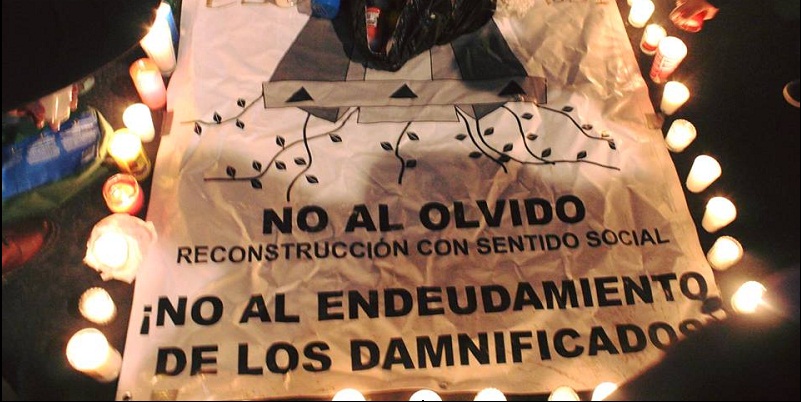 NO AL OLVIDO
RECONSTRUCCIÓN CON SENTIDO SOCIAL
¡NO AL ENDEUDAMIENTO
DE LOS DAMNIFICADOS